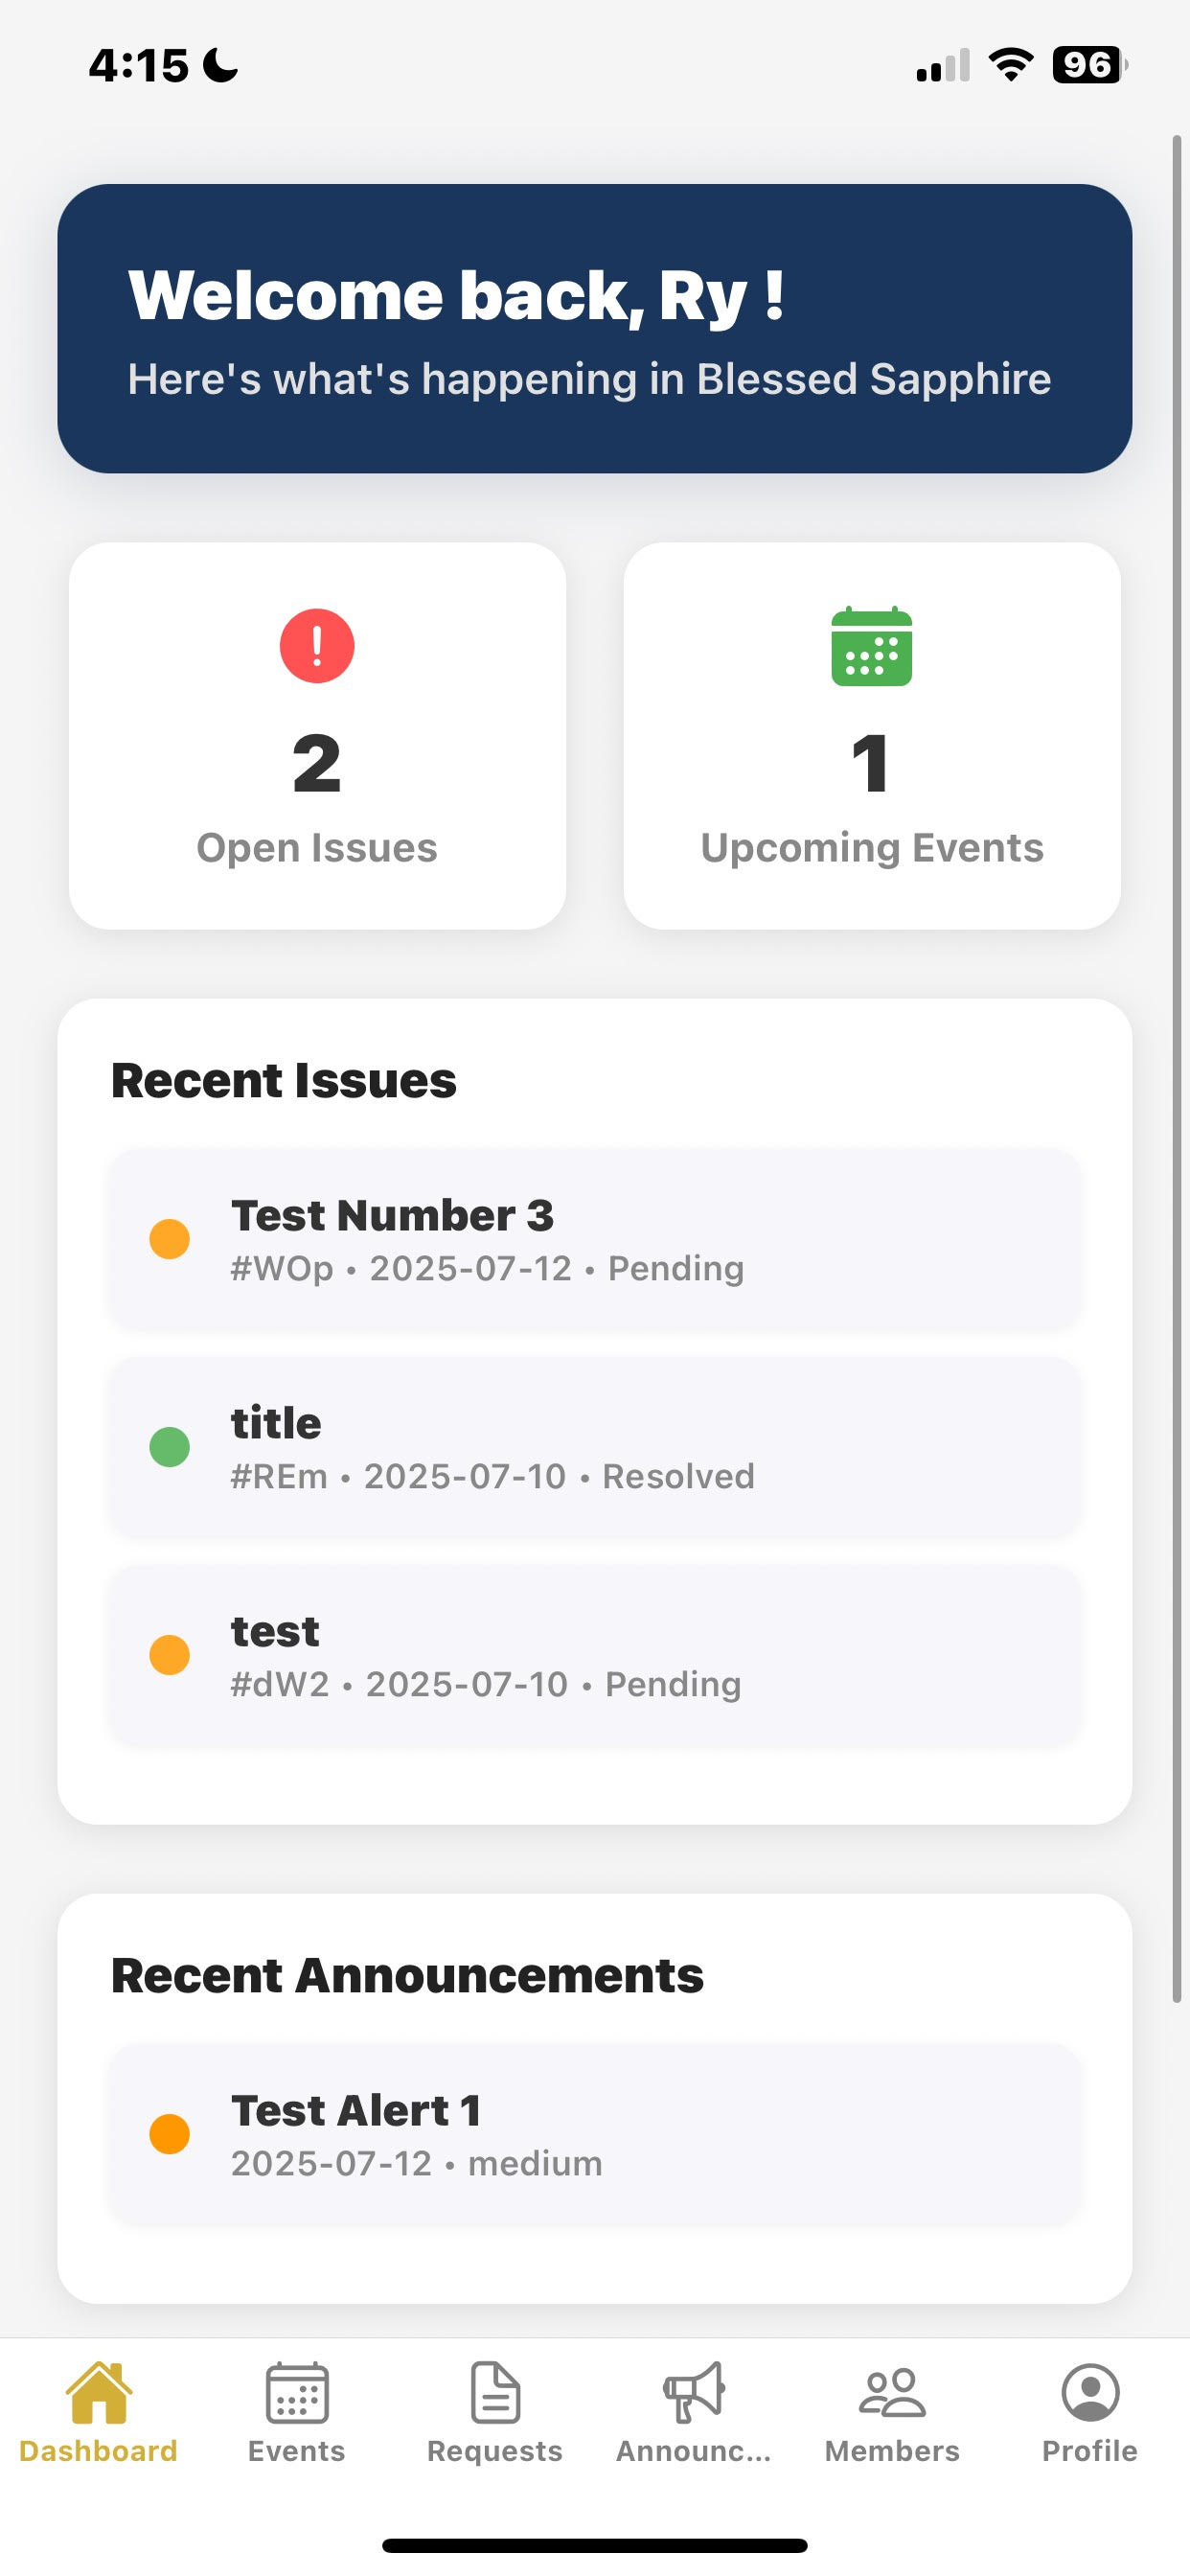 4:15
96
Welcome back, Ry !
Here's what's happening in Blessed Sapphire
2
Open Issues
1
Upcoming Events
Recent Issues
Test Number 3
#WOp • 2025-07-12 • Pending
title
#REm • 2025-07-10 • Resolved
test
#dW2 • 2025-07-10 • Pending
Recent Announcements
Test Alert 1
2025-07-12 • medium
Dashboard
Events
Requests
Announc...
Members
Profile